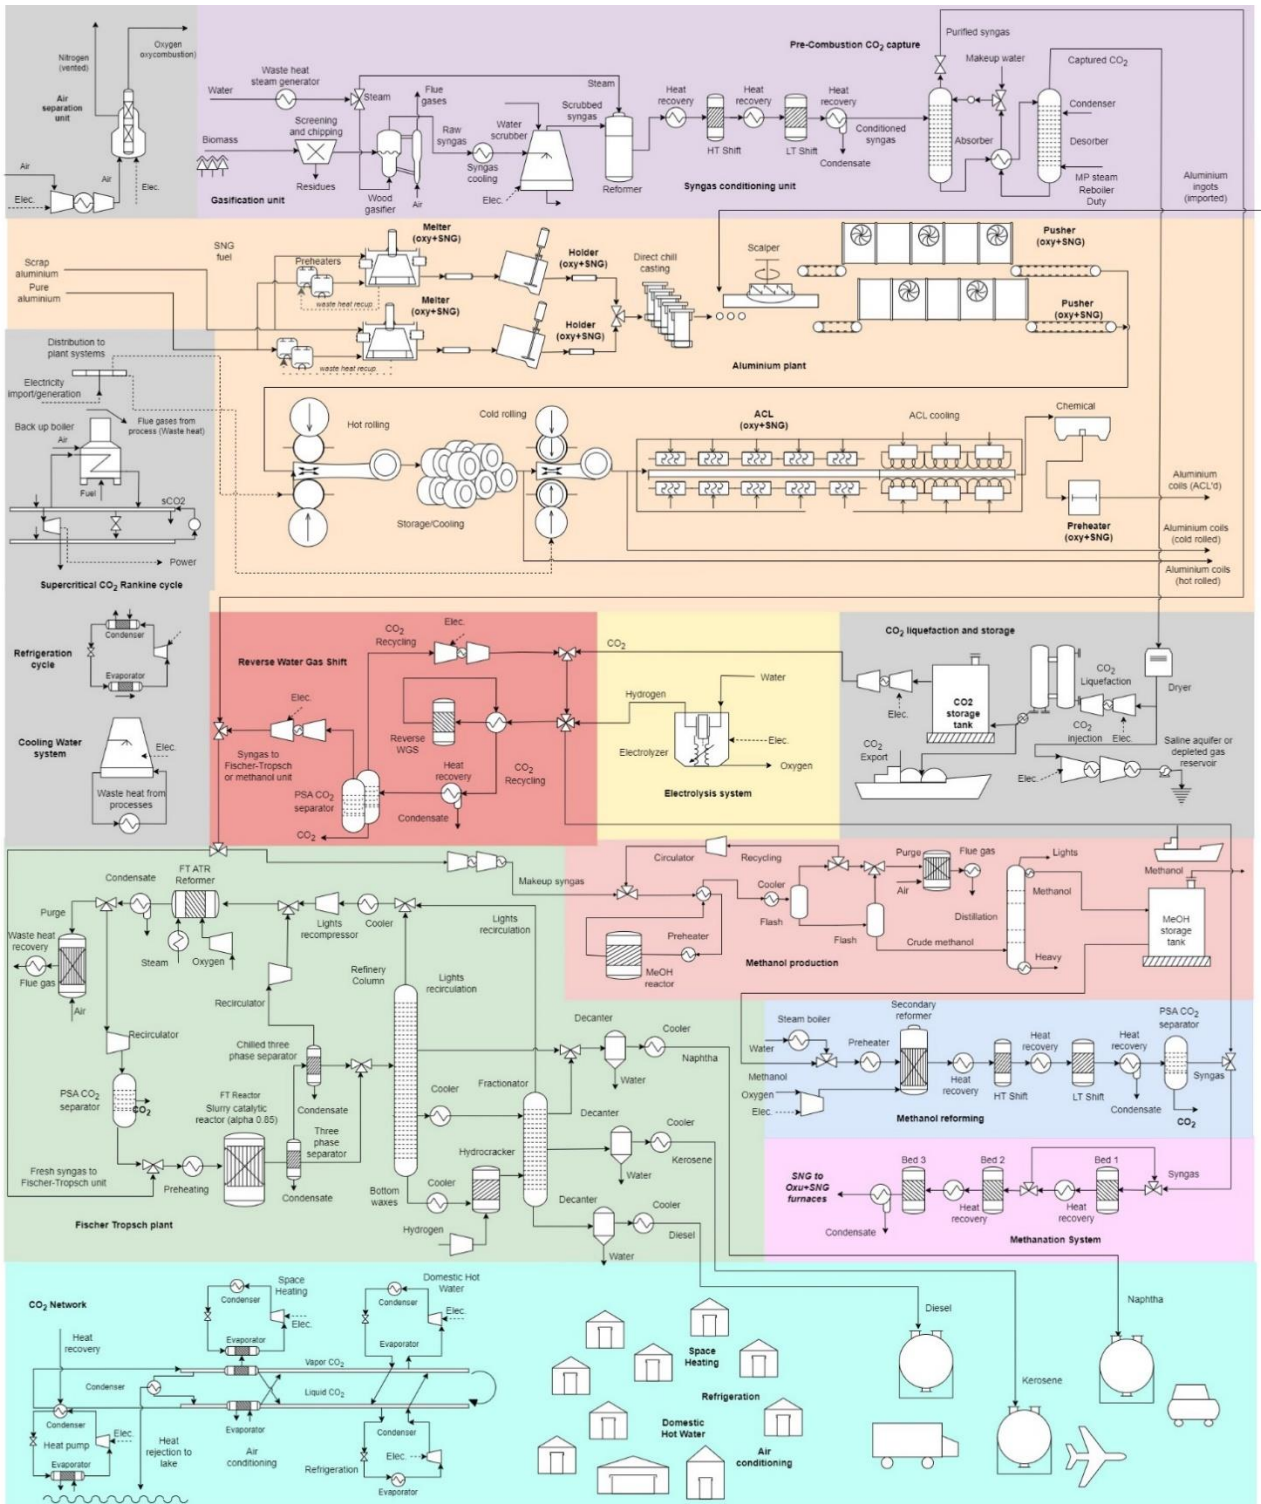 Nitrogen
(vented)
Oxygen
oxycombustion)
Air
separation
unit
Air
Air
Elec.
Elec.
Pre-Combustion CO2 capture
Waste heat
steam generator
Water
Steam
Flue
gases
Screening
and chipping
Biomass
Residues
Gasification unit
Wood
gasifier
Air
Raw
syngas
Syngas
cooling
Water
scrubber
Elec.
Scrubbed
syngas
Steam
Reformer
Heat
recovery
HT Shift
Heat
recovery
LT Shift
Heat
recovery
Condensate
Conditioned
syngas
Syngas conditioning unit
Purified syngas
Makeup water
Absorber
Captured CO2
Condenser
Desorber
MP steam
Reboiler
Duty
Aluminium
ingots
(imported)
SNG
fuel
Scrap
aluminium
Pure
aluminium
Preheaters
waste heat recup.
Melter
(oxy+SNG)
Holder
(oxy+SNG)
Melter
(oxy+SNG)
Holder
(oxy+SNG)
waste heat recup.
Direct chill
casting
Scalper
Pusher
(oxy+SNG)
Pusher
(oxy+SNG)
Aluminium plant
Distribution to
plant systems
Electricity
import/generation
Flue gases from
process (Waste heat)
Back up boiler
Air
Fuel
sCO2
Power
Supercritical CO2 Rankine cycle
Hot rolling
Storage/Cooling
Cold rolling
ACL
(oxy+SNG)
ACL cooling
Chemical
Preheater
(oxy+SNG)
Aluminium
coils (ACL'd)
Aluminium coils
(cold rolled)
Aluminium coils
(hot rolled)
Refrigeration
cycle
Condenser
Evaporator
Cooling Water
system
Elec.
Waste heat from
processes
Reverse Water Gas Shift
CO2
Recycling
Elec.
Elec.
Syngas to
Fischer-Tropsch
or methanol unit
Reverse
WGS
Heat
recovery
CO2
Recycling
PSA CO2
separator
Condensate
CO2
CO2
Hydrogen
Water
Electrolyzer
Elec.
Oxygen
Electrolysis system
CO2 liquefaction and storage
Elec.
CO2
storage
tank
CO2
Liquefaction
Dryer
CO2
injection
Elec.
CO2
Export
Elec.
Saline aquifer or
depleted gas
reservoir
Condensate
FT ATR
Reformer
Purge
Waste heat
recovery
Flue gas
Air
Steam
Oxygen
Lights
recompressor
Cooler
Lights
recirculation
Recirculator
Recirculator
Refinery
Column
Lights
recirculation
Chilled three
phase separator
Condensate
PSA CO2
separator
CO2
FT Reactor
Slurry catalytic
reactor (alpha 0.85)
Three
phase
separator
Condensate
Fresh syngas to
Fischer-Tropsch unit
Preheating
Fischer Tropsch plant
Cooler
Fractionator
Hydrocracker
Bottom
waxes
Cooler
Hydrogen
Decanter
Cooler
Naphtha
Water
Decanter
Cooler
Kerosene
Water
Decanter
Cooler
Diesel
Water
Makeup syngas
Circulator
Recycling
Cooler
Flash
Flash
Purge
Air
Flue gas
Distillation
Lights
Methanol
Heavy
Crude methanol
Preheater
MeOH
reactor
Methanol production
Methanol
MeOH
storage
tank
Steam boiler
Water
Methanol
Oxygen
Elec.
Preheater
Secondary
reformer
Heat
recovery
HT Shift
Heat
recovery
LT Shift
Heat
recovery
Condensate
PSA CO2
separator
Syngas
CO2
Methanol reforming
SNG to
Oxu+SNG
furnaces
Condensate
Bed 3
Heat
recovery
Bed 2
Heat
recovery
Bed 1
Syngas
Methanation System
CO2 Network
Heat
recovery
Condenser
Condenser
Heat pump
Elec.
Evaporator
Heat
rejection to
lake
Space
Heating
Condenser
Elec.
Evaporator
Vapor CO2
Liquid CO2
Evaporator
Air
conditioning
Domestic Hot
Water
Condenser
Elec.
Evaporator
Condenser
Refrigeration
Elec.
Evaporator
Space
Heating
Refrigeration
Domestic
Hot Water
Air
conditioning
Diesel
Kerosene
Naphtha